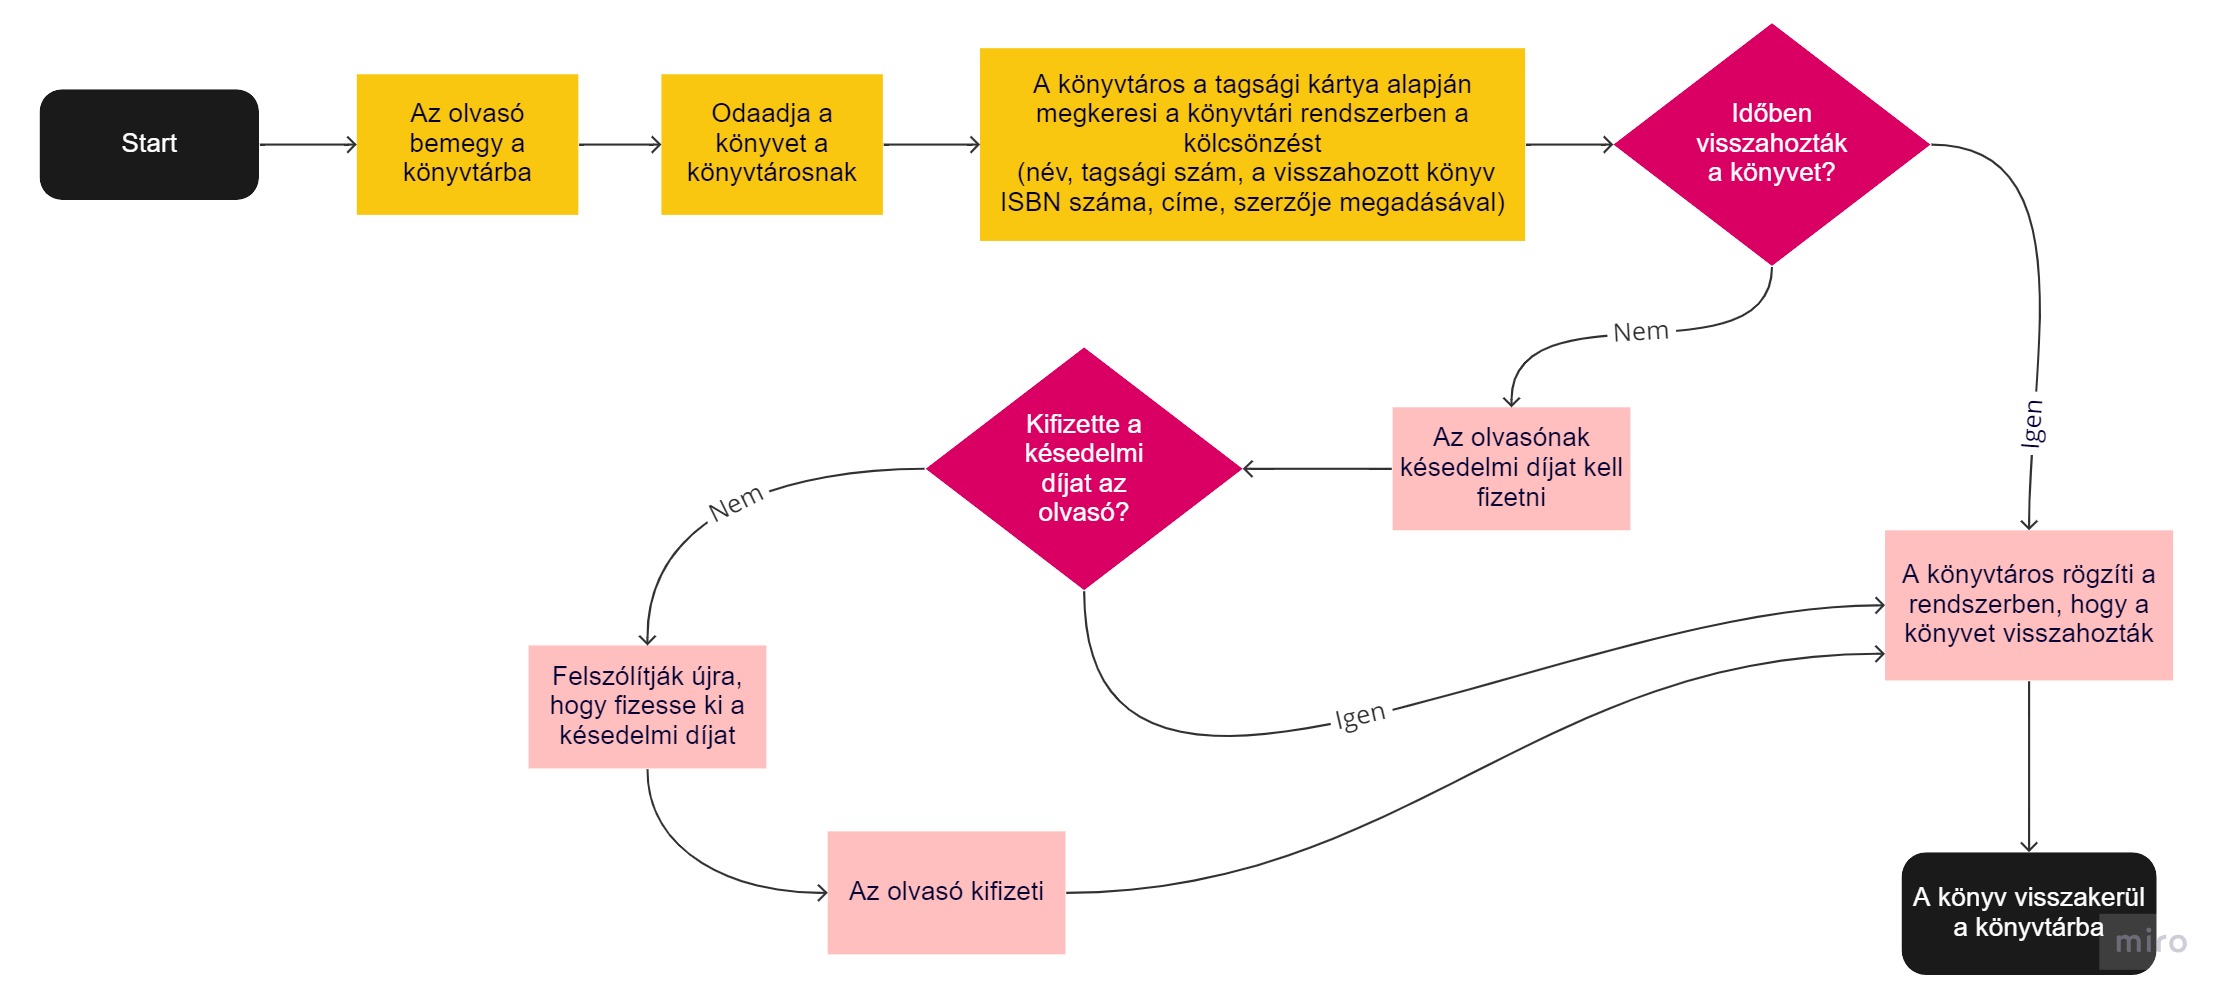 Start
Az olvasó
bemegy a
könyvtárba
Odaadja a
könyvet a
könyvtárosnak
A könyvtáros a tagsági kártya alapján
megkeresi a könyvtári rendszerben a
kölcsönzést
(név, tagsági szám, a visszahozott könyv
ISBN száma, címe, szerzője megadásával)
Időben
visszahozták
a könyvet?
Nem
Igen
Az olvasónak
késedelmi díjat kell
fizetni
Kifizette a
késedelmi
díjat az
olvasó?
Nem
Igen
Felszólítják újra,
hogy fizesse ki a
késedelmi díjat
Az olvasó kifizeti
A könyvtáros rögzíti a
rendszerben, hogy a
könyvet visszahozták
A könyv visszakerül
a könyvtárba
miro